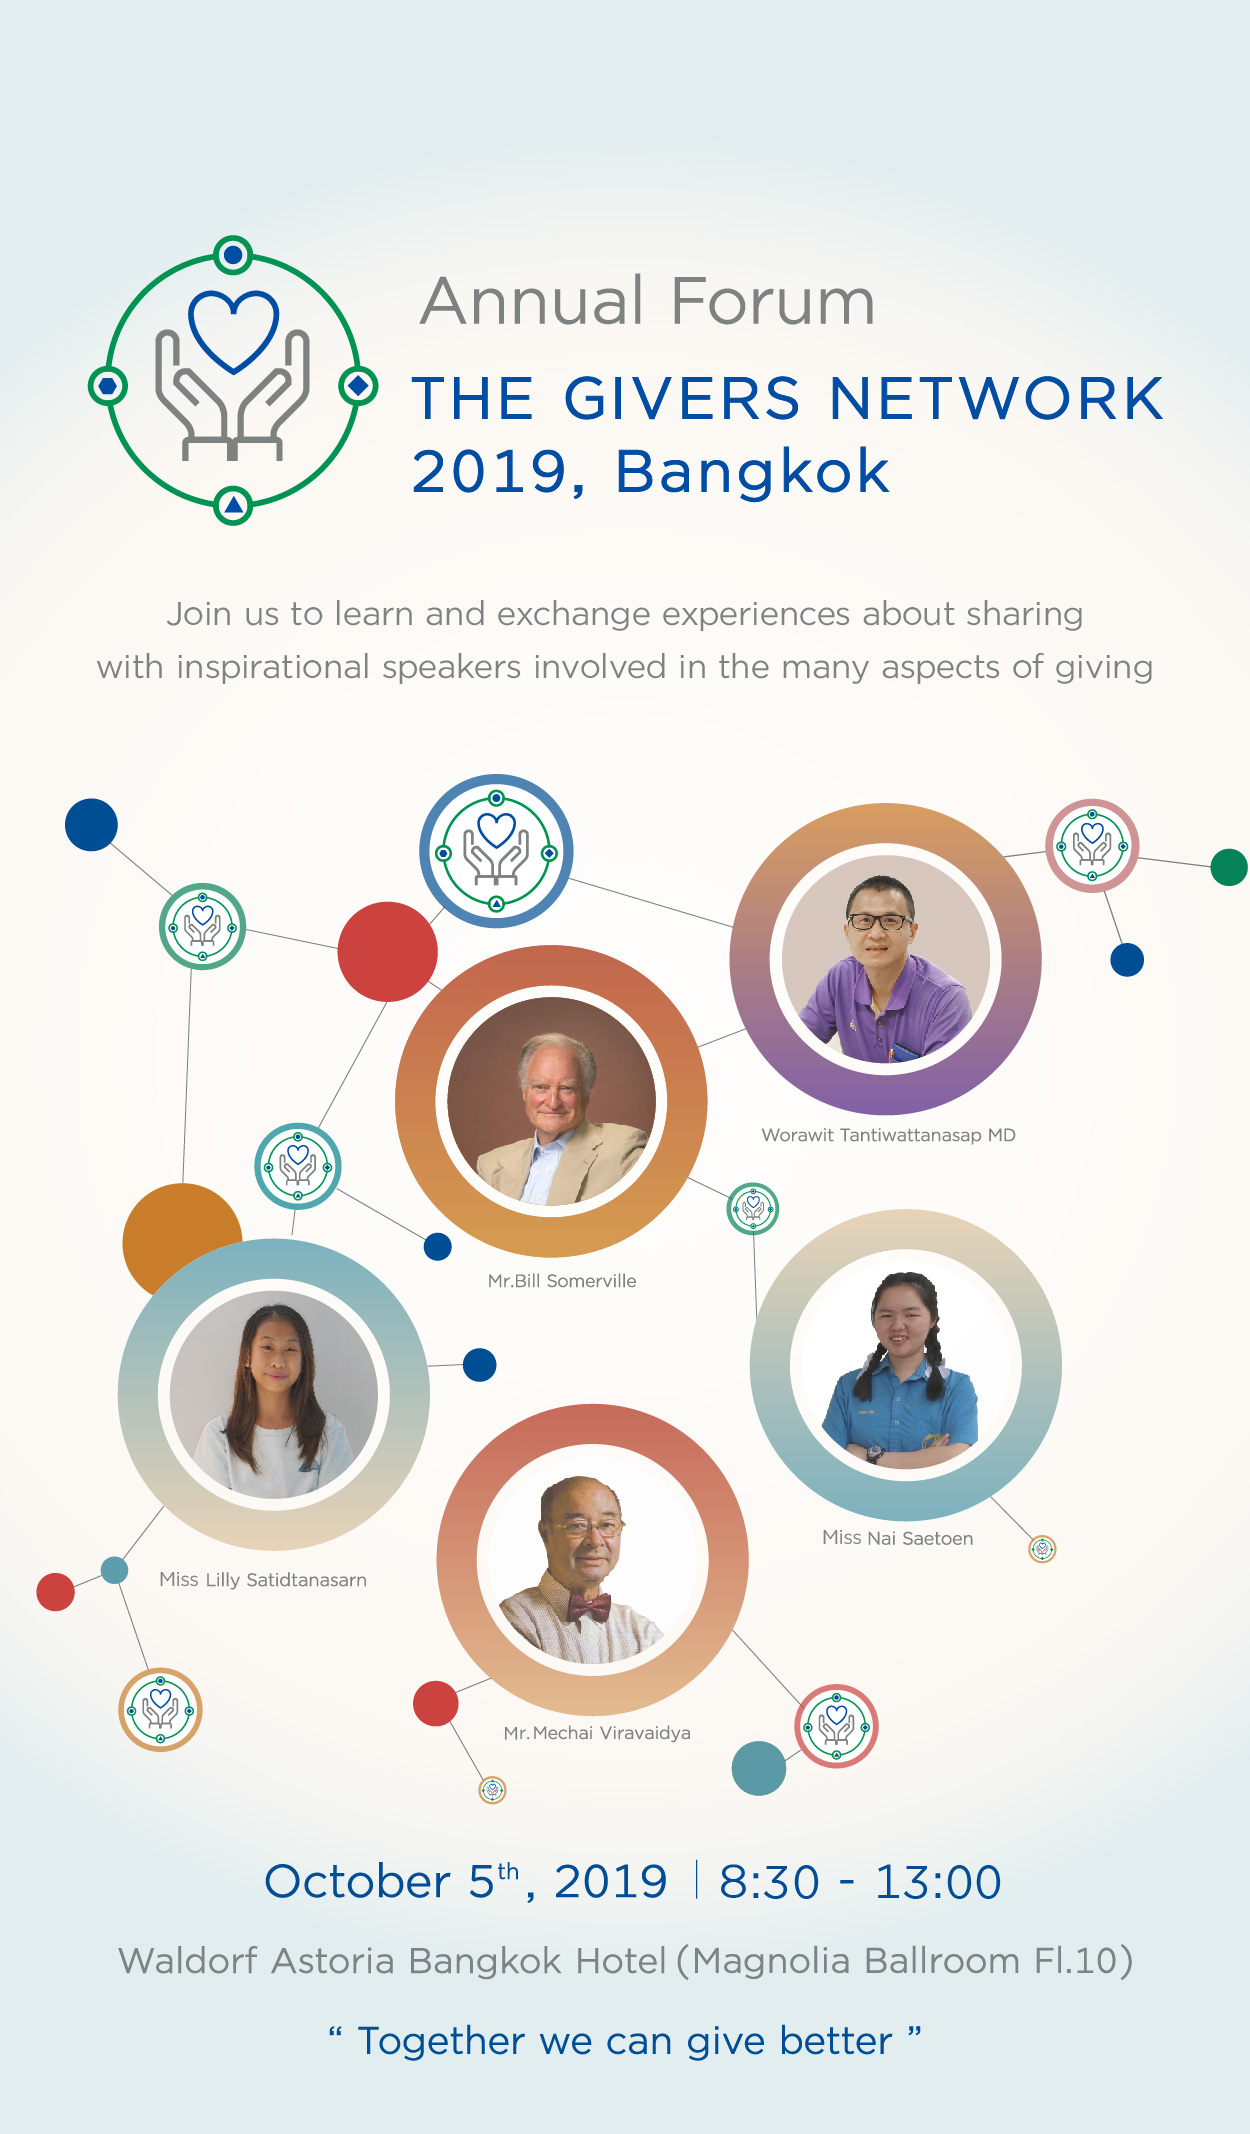 Annual Forum
THE GIVERS NETWORK
2019, Bangkok
Join us to learn and exchange experiences about sharing
with inspirational speakers involved in the many aspects of giving
Worawit Tantiwattanasap MD
Mr.Bill Somerville
Miss Nai Saetoen
Miss Lilly Satidtanasarn
Mr.Mechai Viravaidya
October 5th, 2019 | 8:30 - 13:00
Waldorf Astoria Bangkok Hotel (Magnolia Ballroom Fl.10)
“ Together we can give better ”